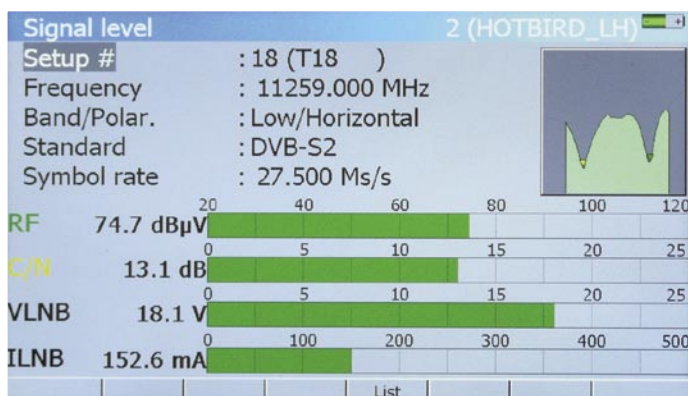 Signal level 2 (HOTBIRD_LH)
Setup # : 18 (T18 )
Frequency : 11259.000 MHz
Band/Polar. : Low/Horizontal
Standard : DVB-S2
Symbol rate : 27.500 Ms/s
20 40 60 80 100 120
RF 74.7 dBµV
0 5 10 15 20 25
C/N 13.1 dB
0 5 10 15 20 25
VLNB 18.1 V
0 100 200 300 400 500
ILNB 152.6 mA
List